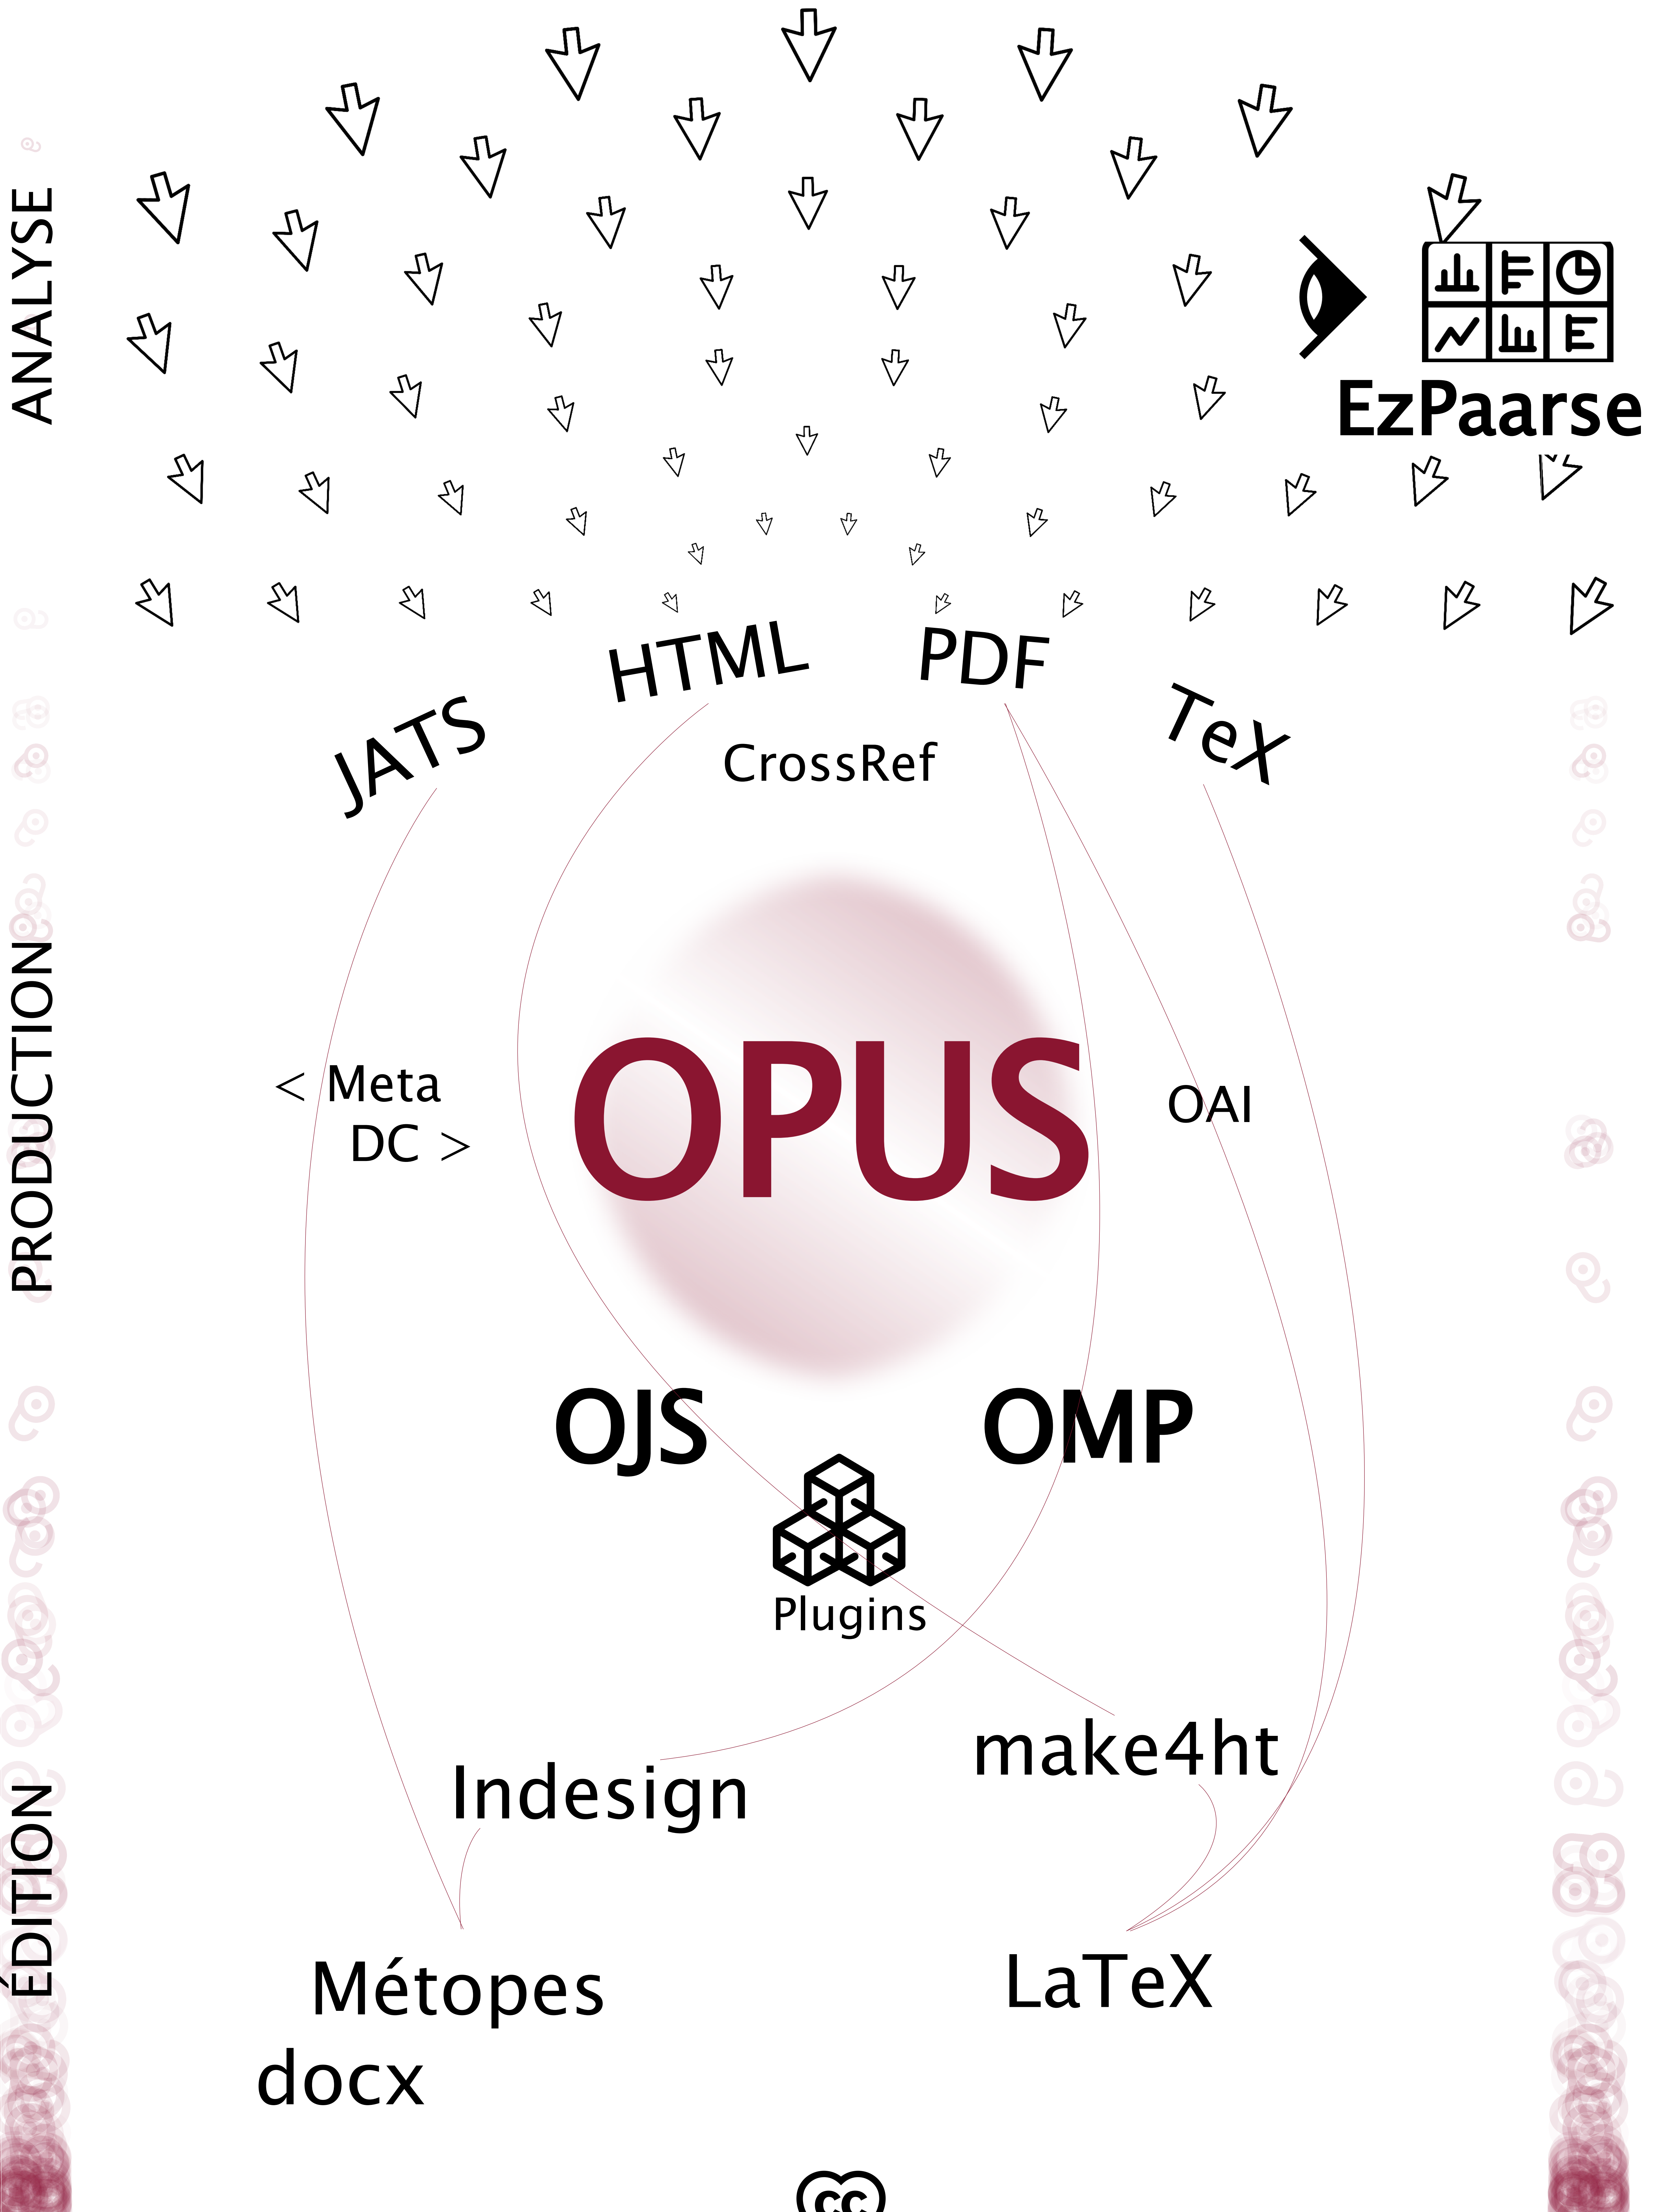 ANALYSE
EzPaarse
HTML
PDF
JATS
TeX
CrossRef
PRODUCTION
< Meta
DC >
OPUS
OAI
OJS
OMP
Plugins
ÉDITION
Indesign
make4ht
Métopes
docx
LaTeX
cc